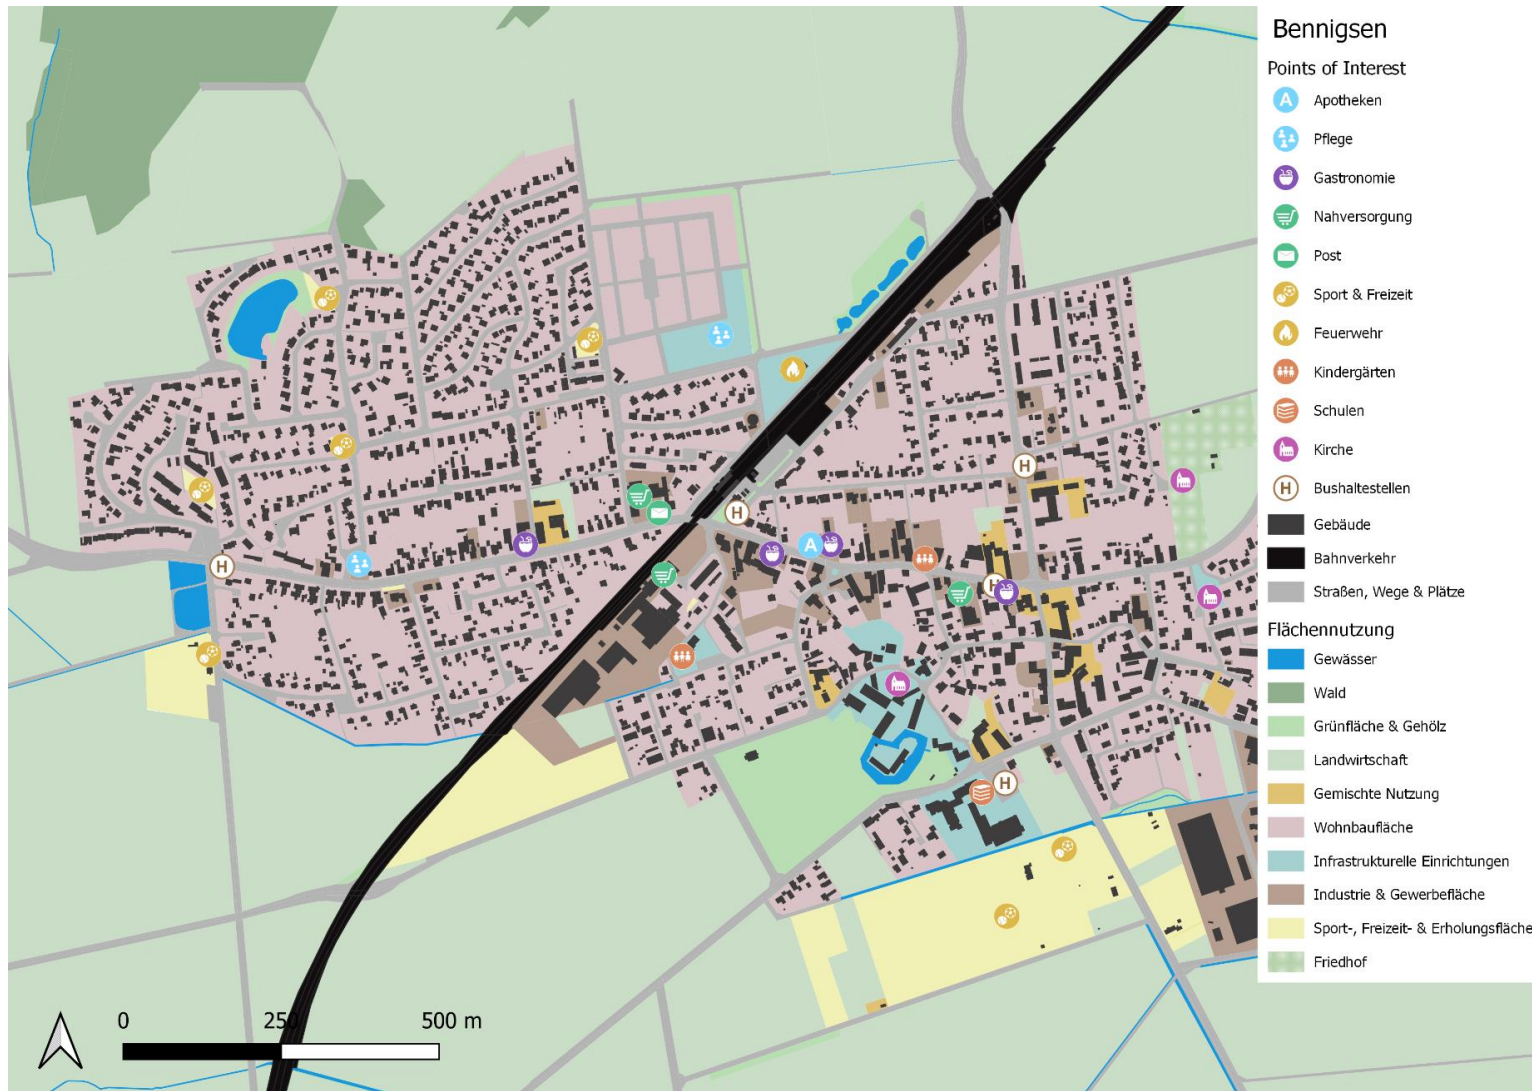 Bennigsen
Points of Interest
A Apotheken
Pflege
Gastronomie
Nahversorgung
Post
Sport & Freizeit
Feuerwehr
Kindergärten
Schulen
Kirche
H Bushaltestellen
Gebäude
Bahnverkehr
Straßen, Wege & Plätze
Flächennutzung
Gewässer
Wald
Grünfläche & Gehölz
Landwirtschaft
Gemischte Nutzung
Wohnbaufläche
Infrastrukturelle Einrichtungen
Industrie & Gewerbefläche
Sport-, Freizeit- & Erholungsfläche
Friedhof
H
H
H
A
H
H
0 250 500 m